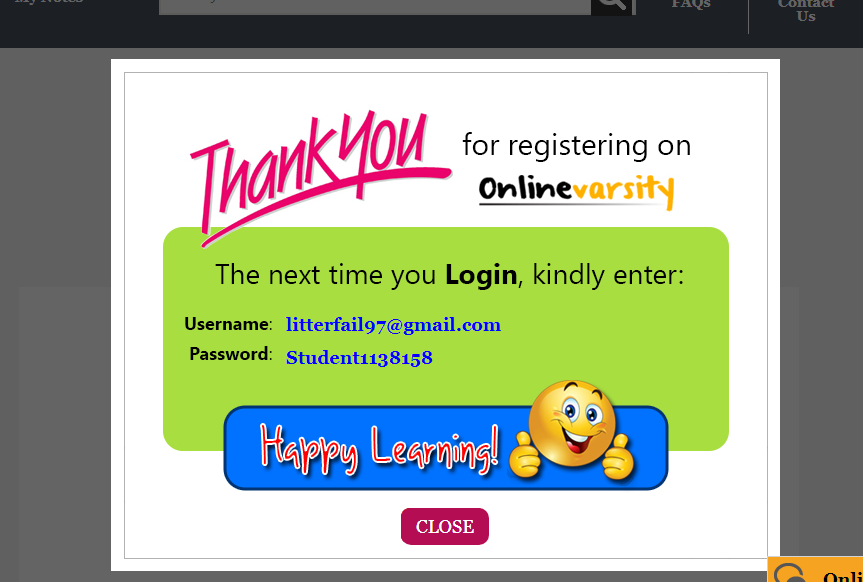 My Notes
FAQs
Contact
Us
ThankYou
for registering on
Onlinevarsity
The next time you Login, kindly enter:
Username: litterfail97@gmail.com
Password: Student1138158
Happy Learning!
CLOSE